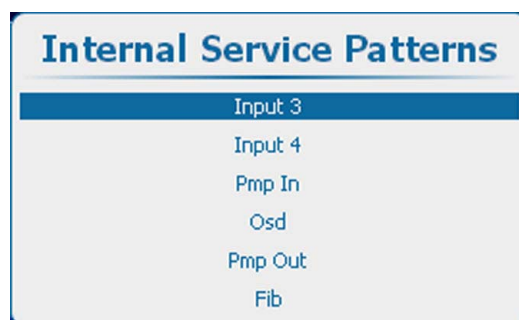 Internal Service Patterns
Input 3
Input 4
Pmp In
Osd
Pmp Out
Fib